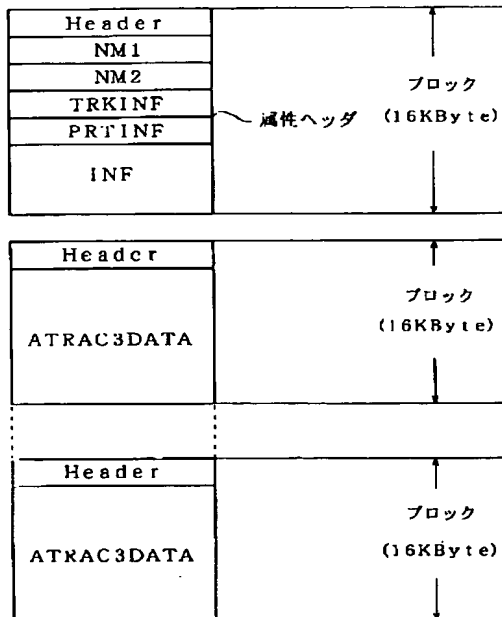 Header
NM1
NM2
TRKINF
PRTINF
INF
属性ヘッダ
ブロック
(16KByte)
Header
ATRAC3DATA
ブロック
(16KByte)
Header
ATRAC3DATA
ブロック
(16KByte)